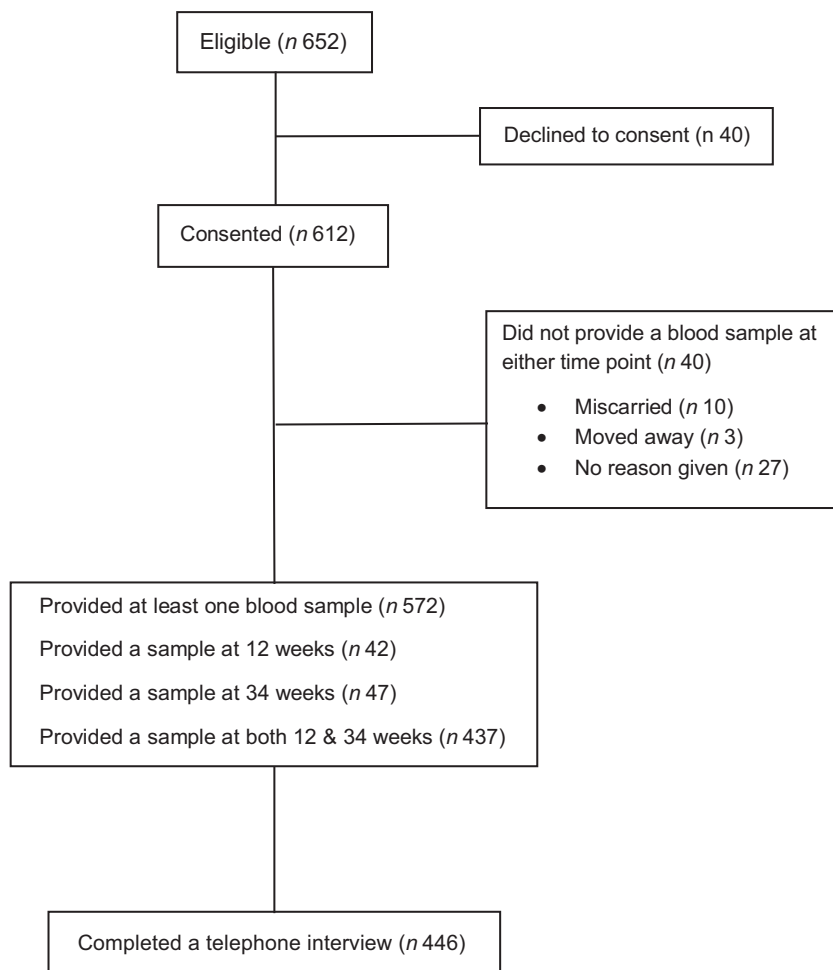 Eligible (n 652)
Declined to consent (n 40)
Consented (n 612)
Did not provide a blood sample at
either time point (n 40)
• Miscarried (n 10)
• Moved away (n 3)
• No reason given (n 27)
Provided at least one blood sample (n 572)
Provided a sample at 12 weeks (n 42)
Provided a sample at 34 weeks (n 47)
Provided a sample at both 12 & 34 weeks (n 437)
Completed a telephone interview (n 446)